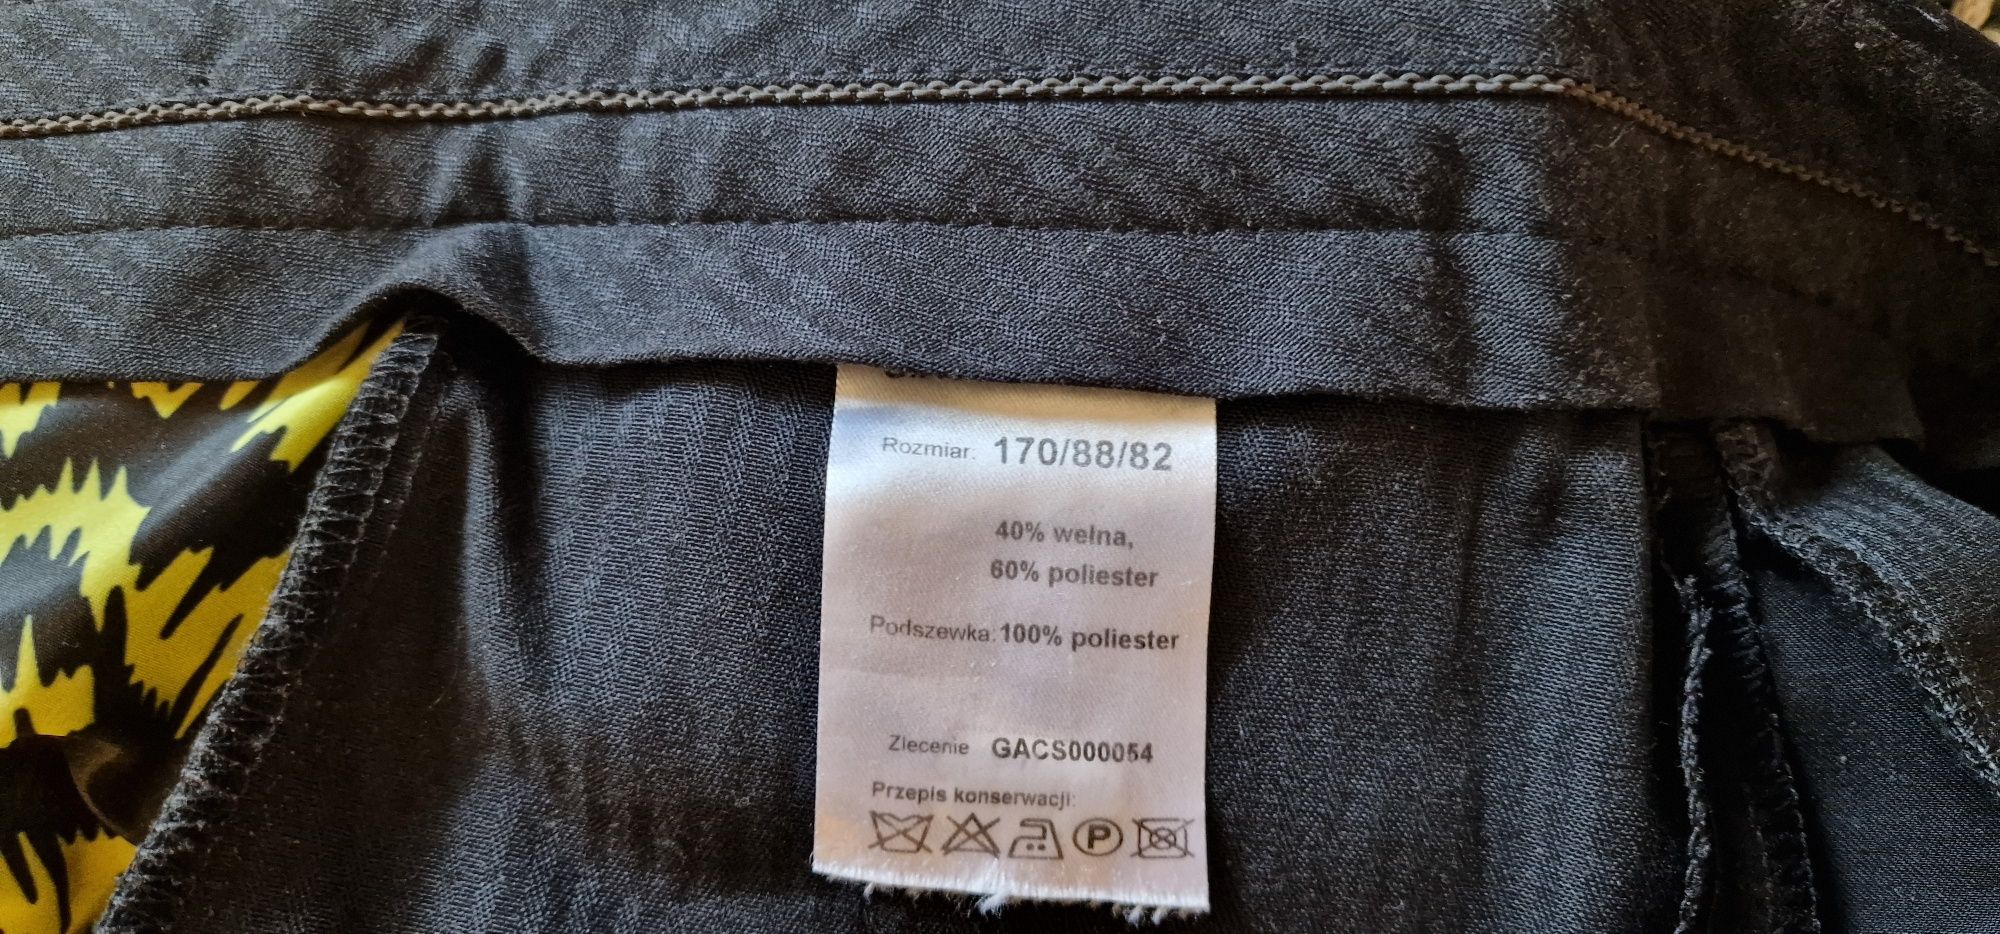 Rozmiar: 170/88/82
40% wełna,
60% poliester
Podszewka: 100% poliester
Zlecenie GACS000054
Przepis konserwacji:
P